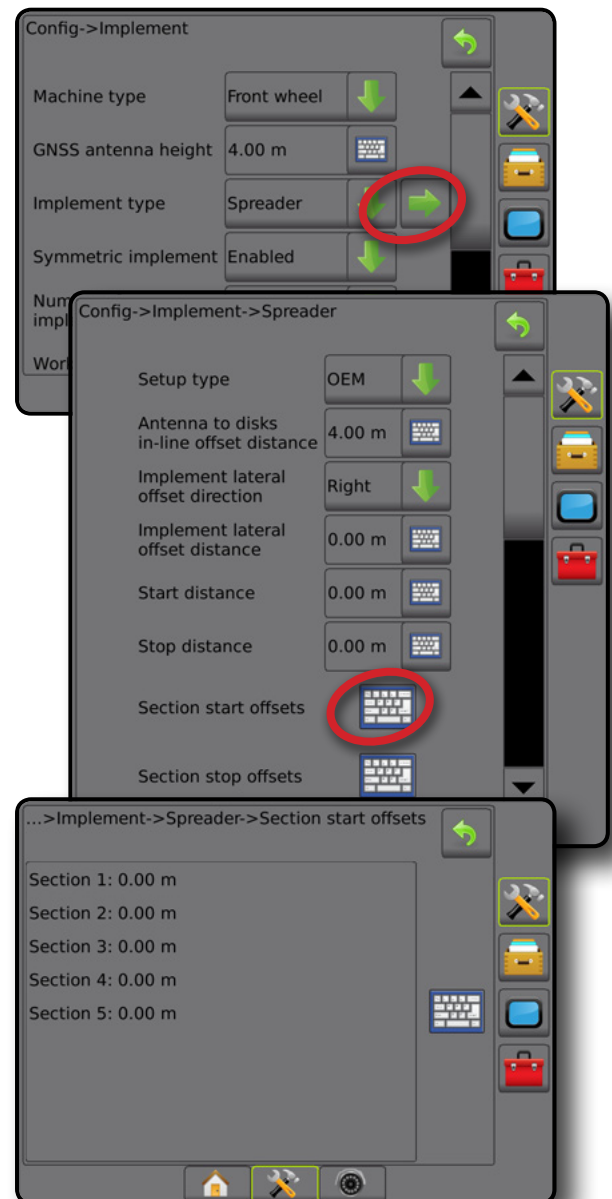 Config->Implement
Machine type Front wheel
GNSS antenna height 4.00 m
Implement type Spreader
Symmetric implement Enabled
Config->Implement->Spreader
Setup type OEM
Antenna to disks
in-line offset distance 4.00 m
Implement lateral
offset direction Right
Implement lateral
offset distance 0.00 m
Start distance 0.00 m
Stop distance 0.00 m
Section start offsets
Section stop offsets
...>Implement->Spreader->Section start offsets
Section 1: 0.00 m
Section 2: 0.00 m
Section 3: 0.00 m
Section 4: 0.00 m
Section 5: 0.00 m